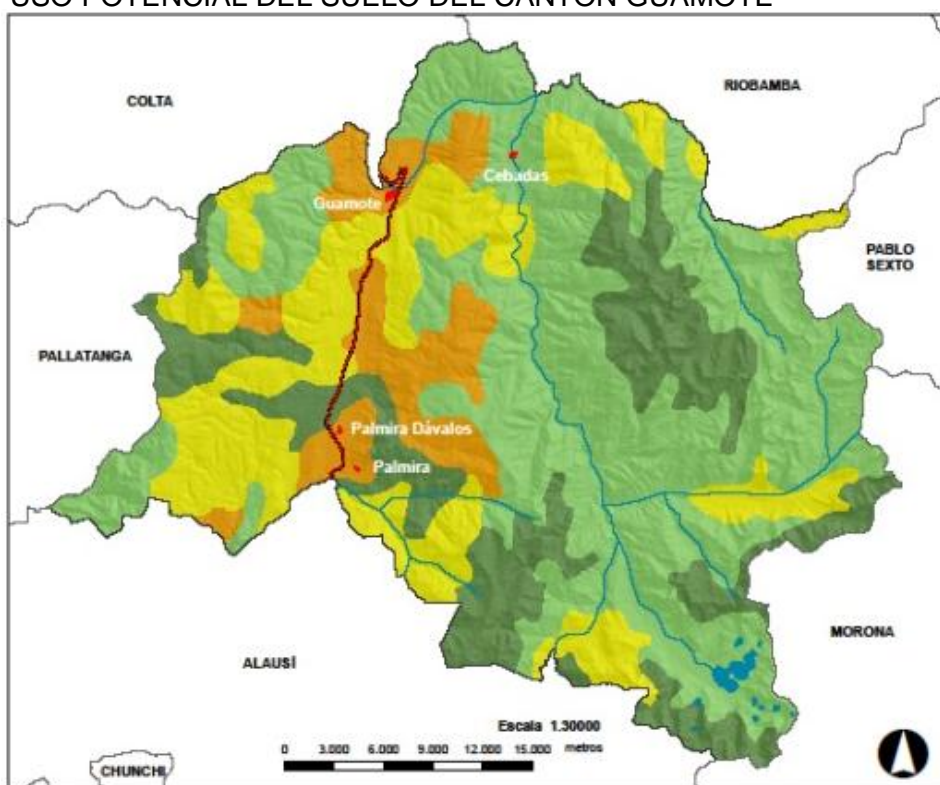 USO POTENCIAL DEL SUELO DEL CANTÓN GUAMOTE
COLTA
RIOBAMBA
Cebadas
Guamote
PABLO
SEXTO
PALLATANGA
Palmira Dávalos
Palmira
MORONA
ALAUSÍ
Escala 1.30000
0 3.000 6.000 9.000 12.000 15.000 metros
CHUNCHI